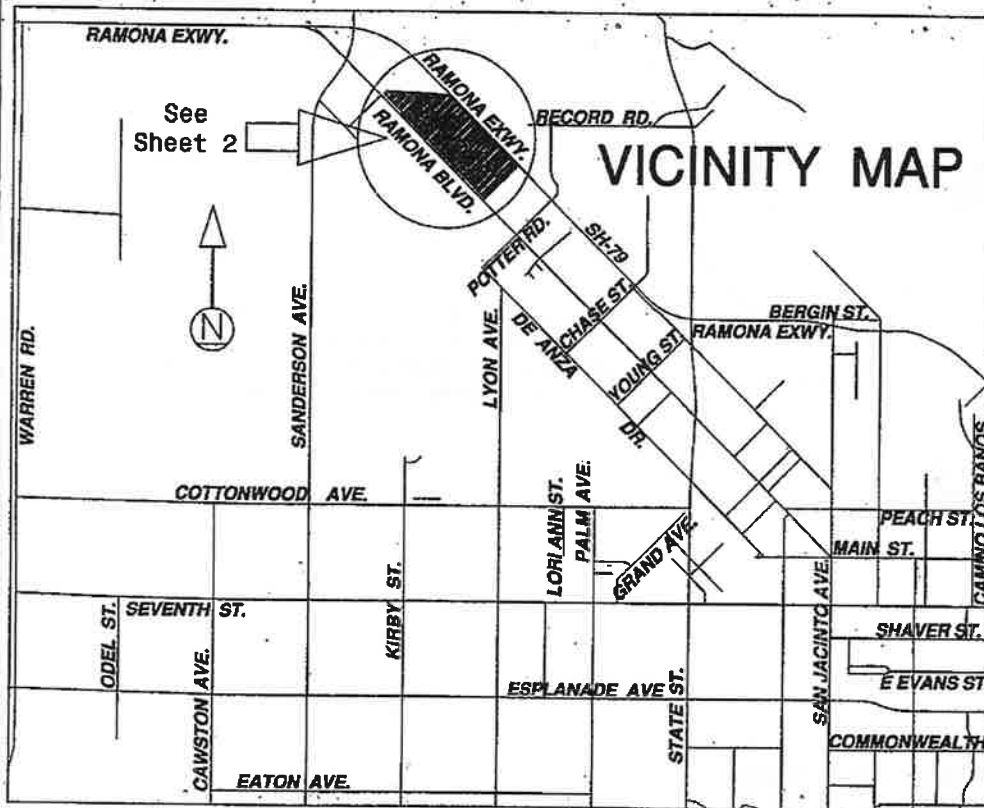 RAMONA EXWY.
RAMONA EXWY.
See
Sheet 2
RAMONA BLVD.
RECORD RD.
VICINITY MAP
POTTER RD.
SH-79
N
CHASE ST.
BERGIN ST.
RAMONA EXWY.
WARREN RD.
SANDERSON AVE.
LYON AVE.
DE ANZA
DR.
YOUNG ST.
COTTONWOOD AVE.
LORI ANN ST.
PALM AVE.
GRAND AVE.
PEACH ST.
CAMINO LOS BANOS
MAIN ST.
ODEL ST.
SEVENTH ST.
KIRBY ST.
SHAVER ST.
CAWSTON AVE.
ESPLANADE AVE
STATE ST.
SAN JACINTO AVE.
E EVANS ST
COMMONWEALTH
EATON AVE.